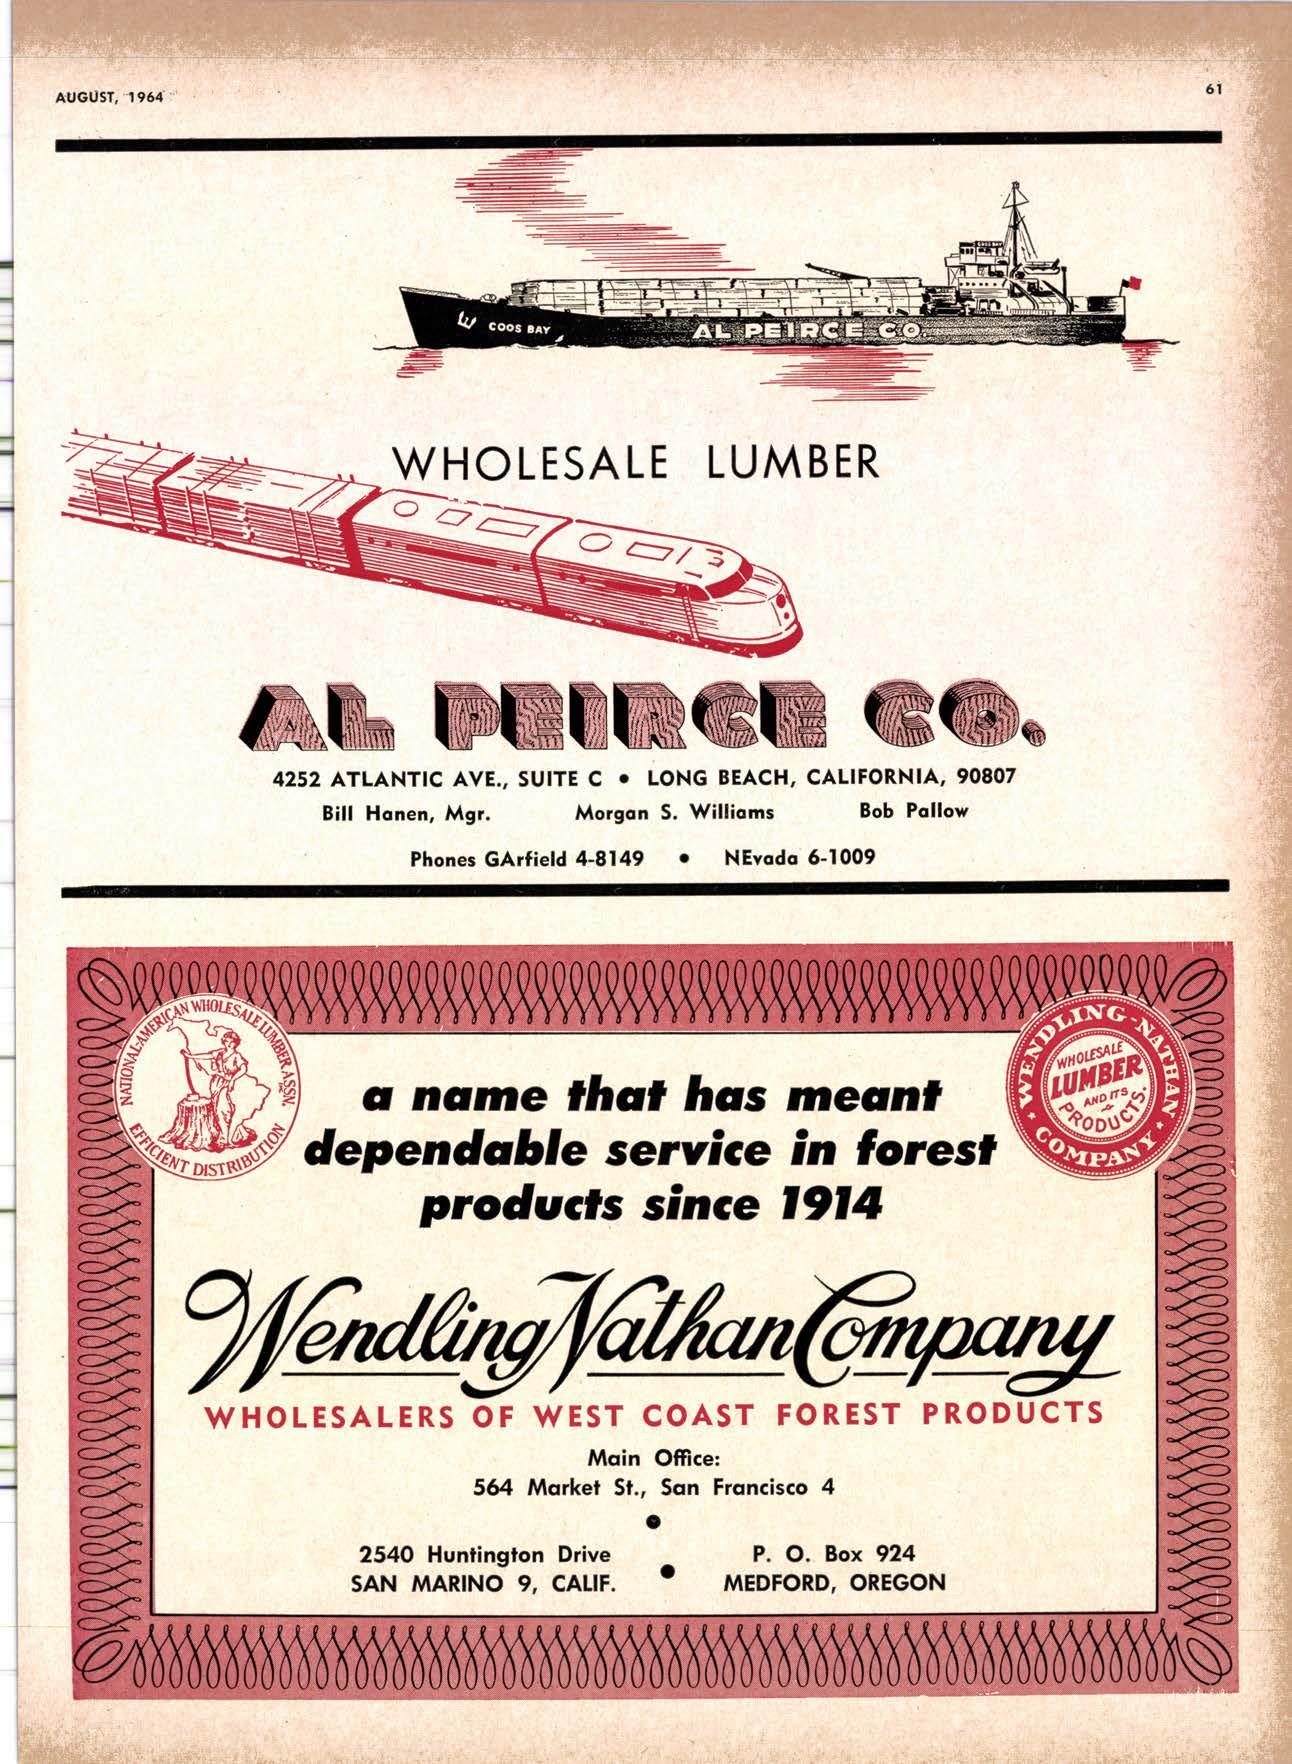 AUGUST, 1964
61
COOS BAY
COOS BAY
AL PEIRCE CO.
WHOLESALE LUMBER
AL PEIRCE CO.
4252 ATLANTIC AVE., SUITE C • LONG BEACH, CALIFORNIA, 90807
Bill Hanen, Mgr. Morgan S. Williams Bob Pallow
Phones GArfield 4-8149 • NEvada 6-1009
NATIONAL-AMERICAN WHOLESALE LUMBER ASSN. INC.
EFFICIENT DISTRIBUTION
WENDLING-NATHAN
COMPANY
WHOLESALE
LUMBER
AND ITS
PRODUCTS.
a name that has meant
dependable service in forest
products since 1914
Wendling Nathan Company
WHOLESALERS OF WEST COAST FOREST PRODUCTS
Main Office:
564 Market St., San Francisco 4
•
2540 Huntington Drive • P. O. Box 924
SAN MARINO 9, CALIF. MEDFORD, OREGON